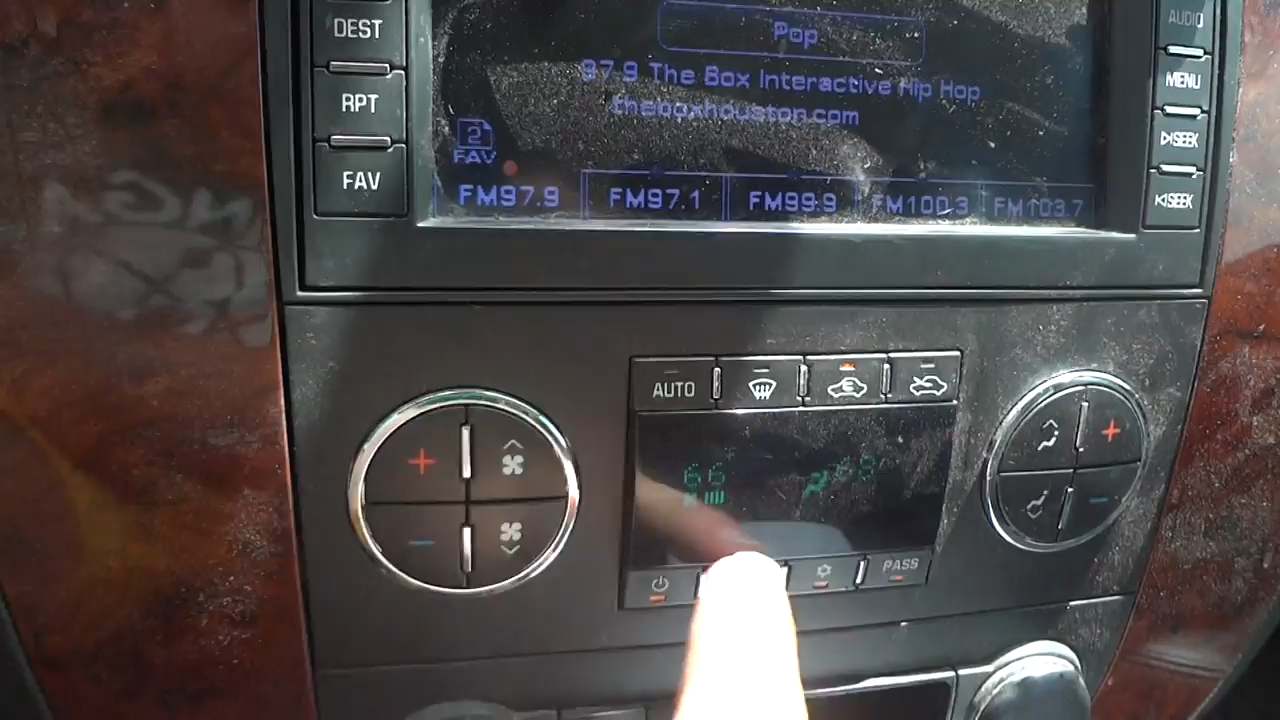 DEST
RPT
FAV
Pop
97.9 The Box Interactive Hip Hop
theboxhouston.com
2
FAV
FM97.9 FM97.1 FM99.9 FM100.3 FM103.7
AUDIO
MENU
SEEK
SEEK
AUTO
66°
PASS